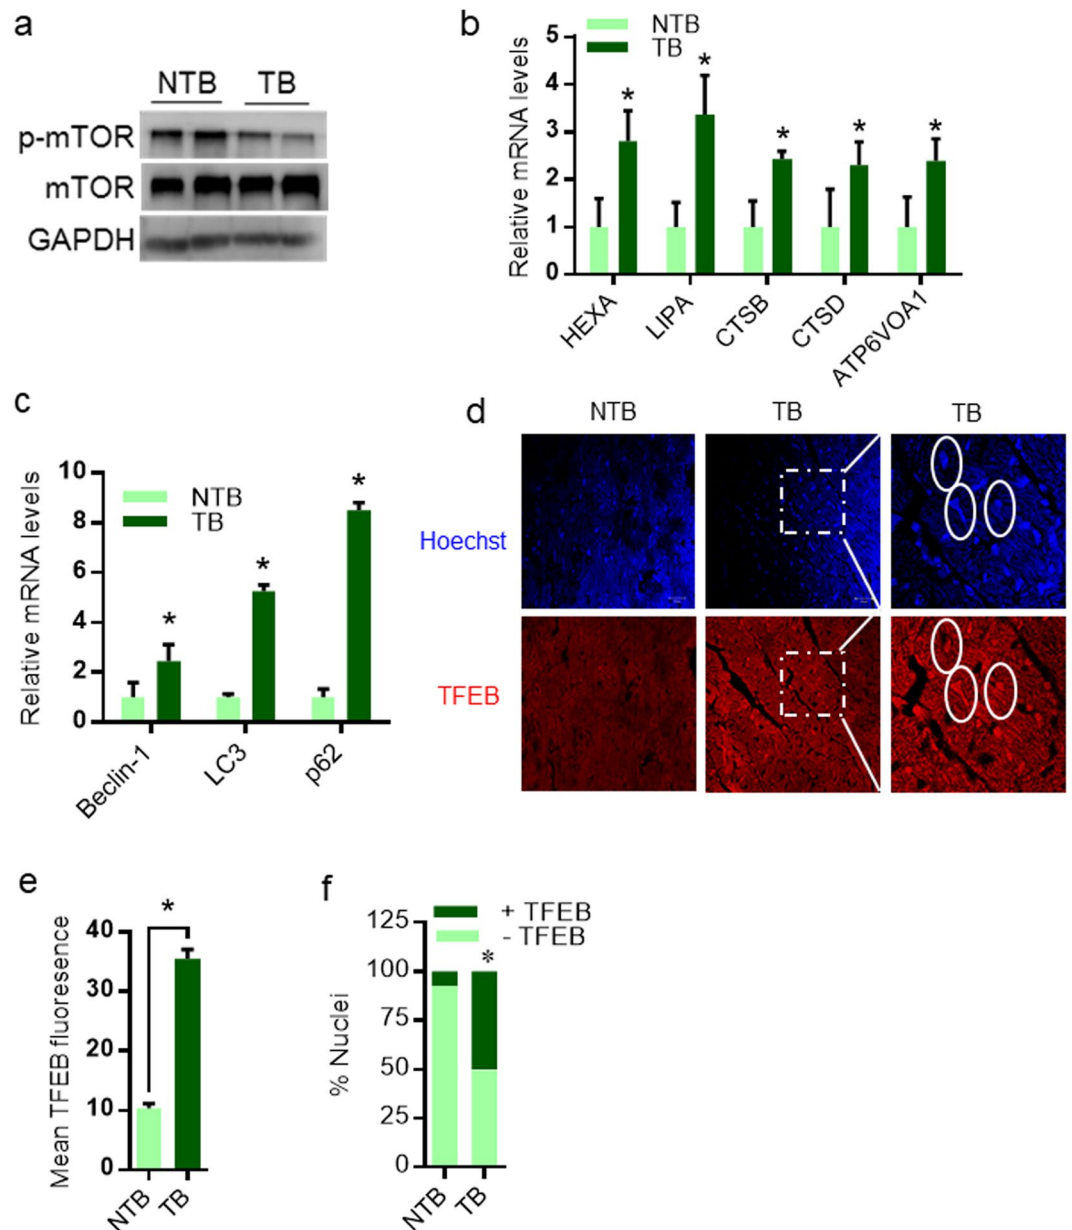 a
NTB TB
p-mTOR
mTOR
GAPDH
b
NTB
TB
Relative mRNA levels
5
4
3
2
1
0
* * * * *
HEXA
LIPA
CTSB
CTSD
ATP6VOA1
c
NTB
TB
Relative mRNA levels
10
8
6
4
2
0
* * *
Beclin-1
LC3
p62
d
NTB TB TB
Hoechst
TFEB
e
Mean TFEB fluoresence
40
30
20
10
0
*
NTB
TB
f
+ TFEB
- TFEB
% Nuclei
125
100
75
50
25
0
*
NTB
TB